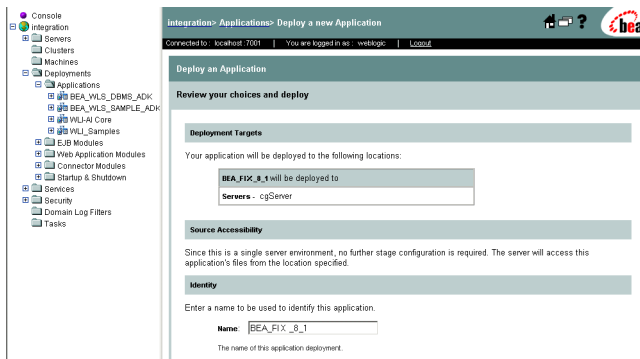 Console
integration
Servers
Clusters
Machines
Deployments
Applications
BEA_WLS_DBMS_ADK
BEA_WLS_SAMPLE_ADK
WLI-AI Core
WLI_Samples
EJB Modules
Web Application Modules
Connector Modules
Startup & Shutdown
Services
Security
Domain Log Filters
Tasks
integration> Applications> Deploy a new Application
?
bea
Connected to : localhost :7001 | You are logged in as : weblogic | Logout
Deploy an Application
Review your choices and deploy
Deployment Targets
Your application will be deployed to the following locations:
BEA_FIX_8_1 will be deployed to
Servers - cgServer
Source Accessibility
Since this is a single server environment, no further stage configuration is required. The server will access this
application's files from the location specified.
Identity
Enter a name to be used to identify this application.
Name: BEA_FIX _8_1
The name of this application deployment.